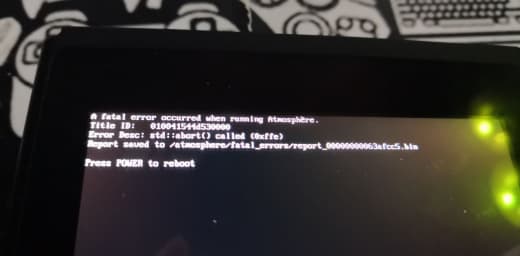 A fatal error occurred when running Atmosphère.
Title ID: 010041544d530000
Error Desc: std::abort() called (0xffe)
Report saved to /atmosphere/fatal_errors/report_00000000063afcc5.bin
Press POWER to reboot